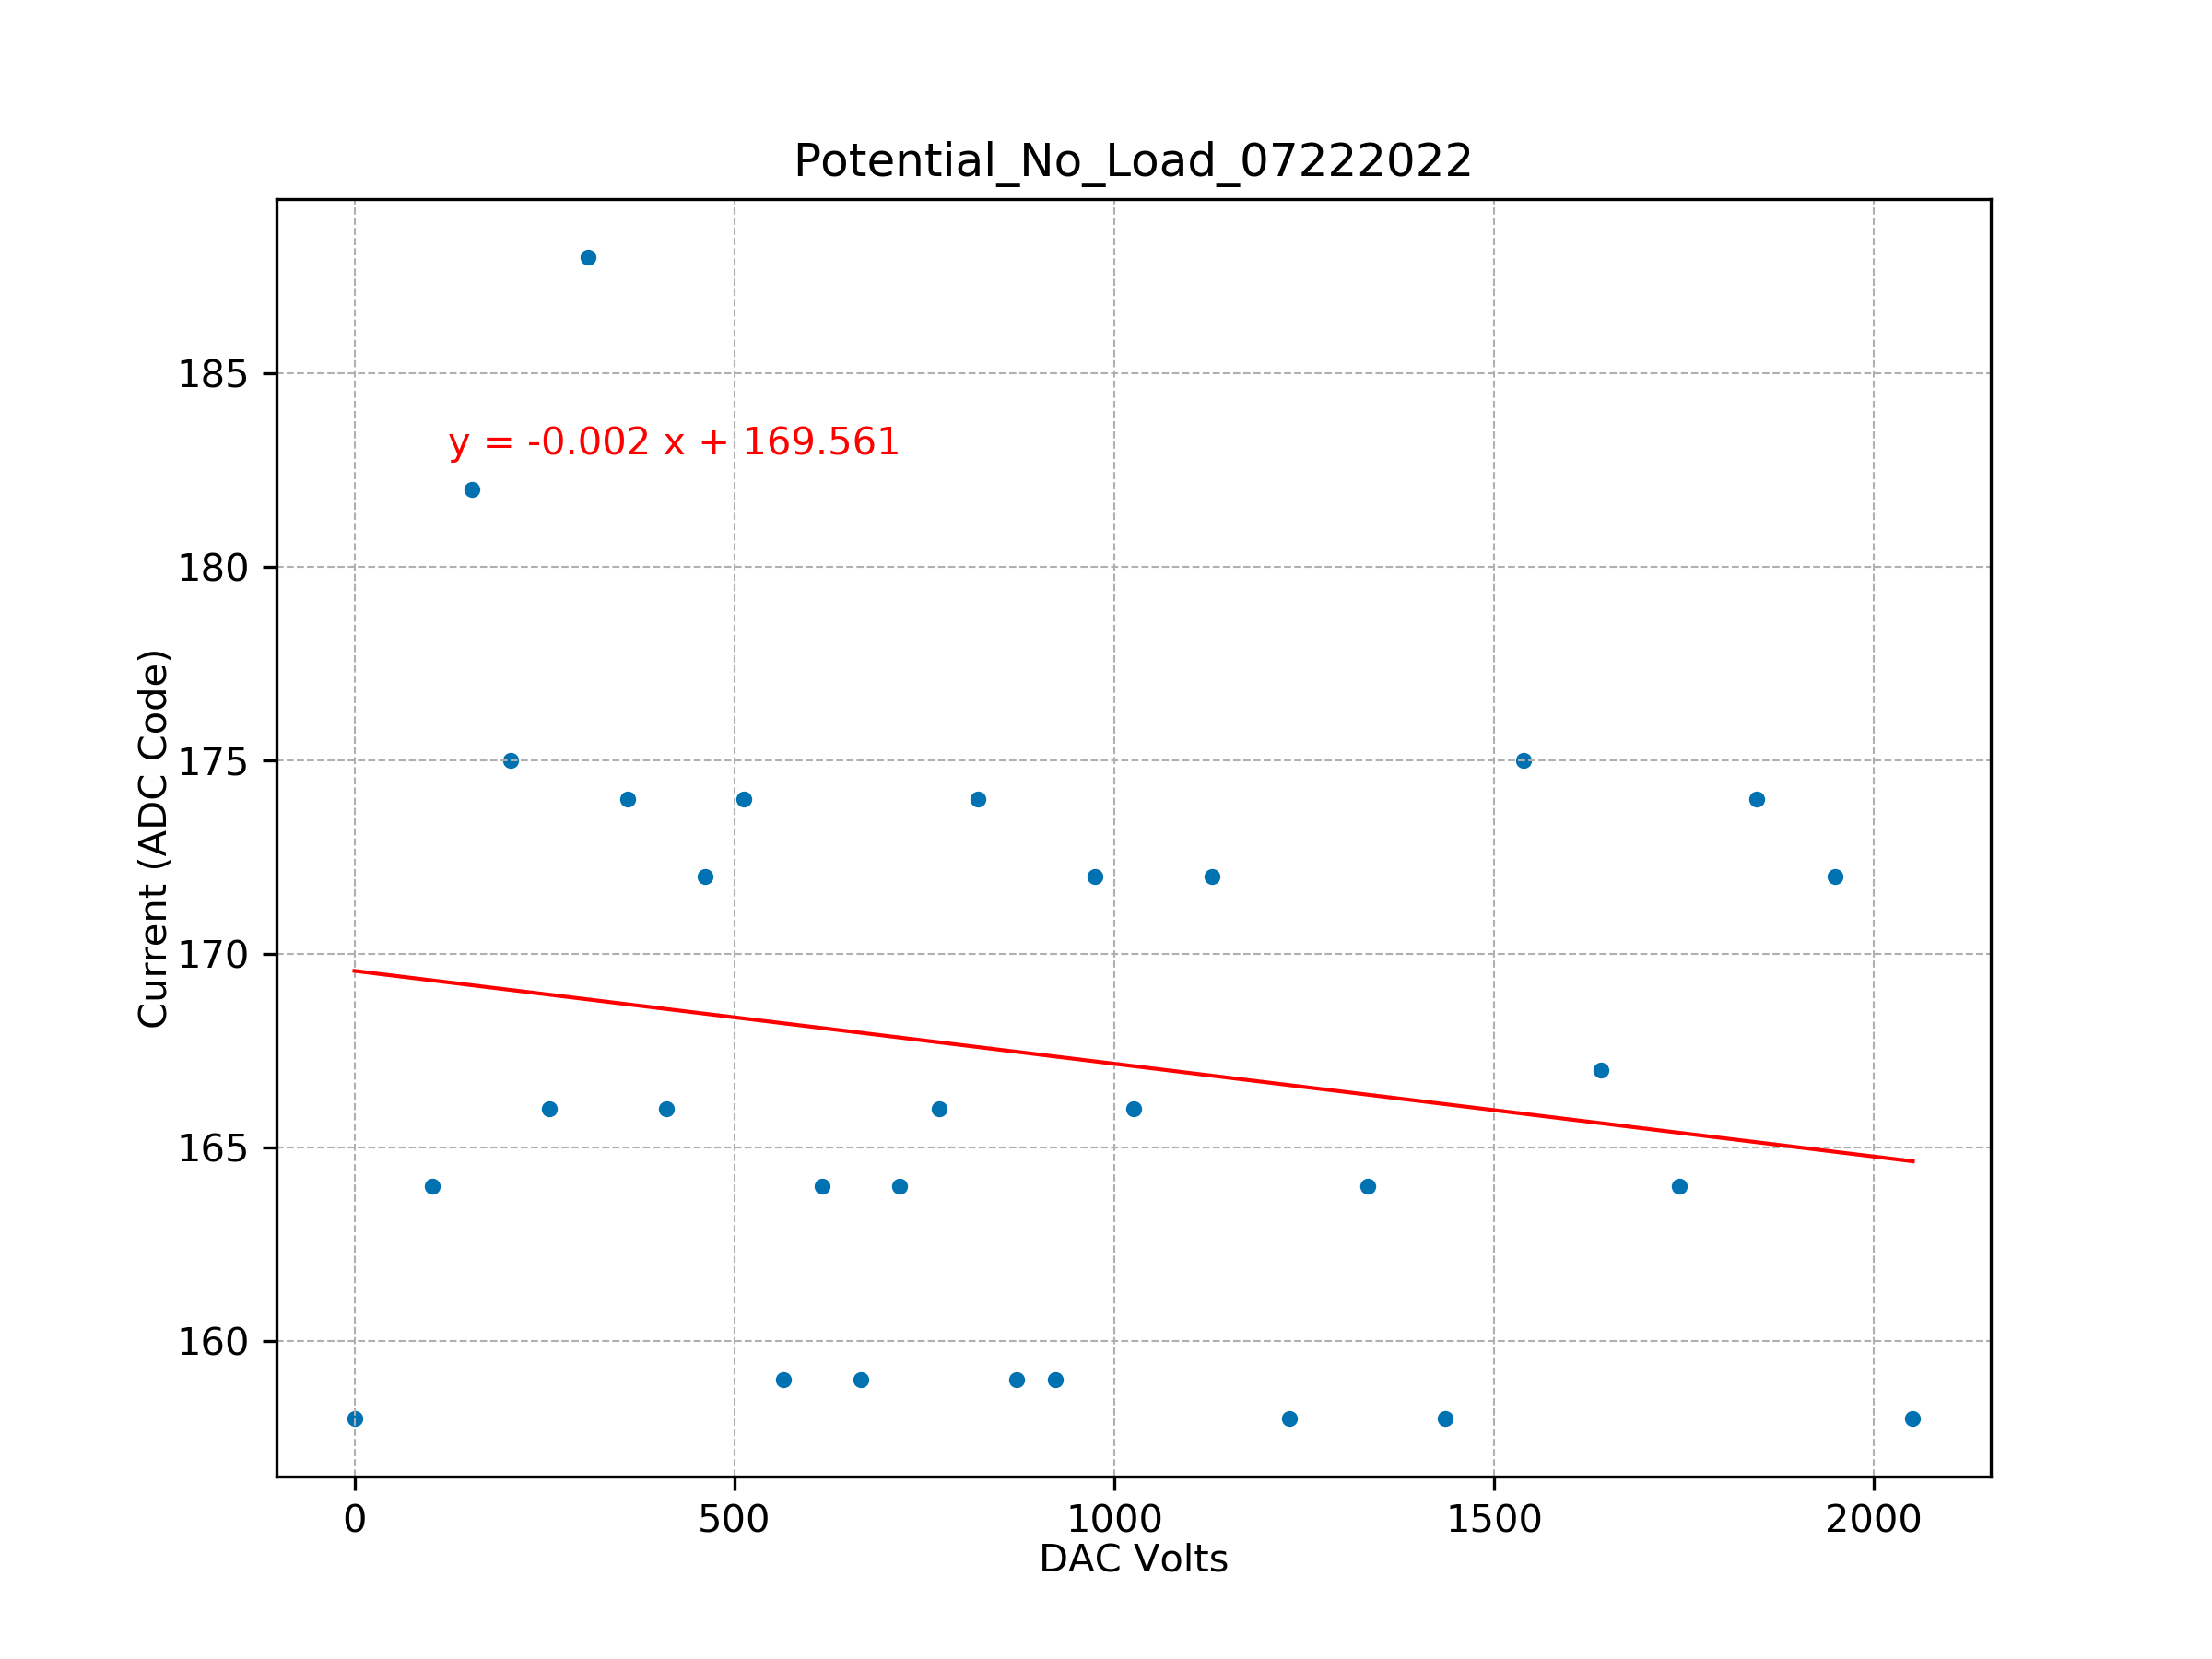 Potential_No_Load_07222022
y = -0.002 x + 169.561
Current (ADC Code)
185
180
175
170
165
160
0 500 1000 1500 2000
DAC Volts